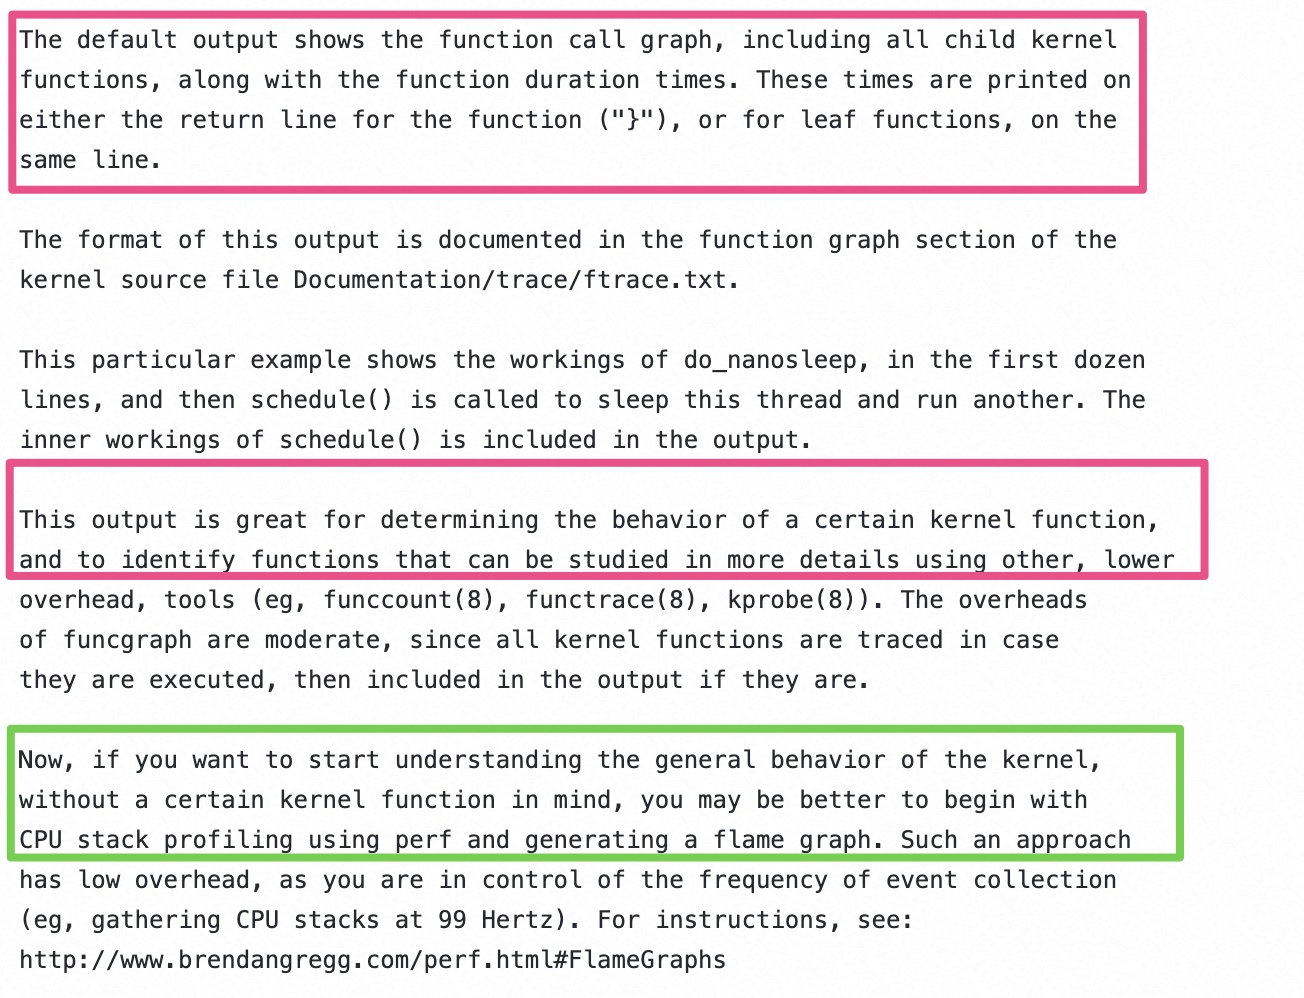 The default output shows the function call graph, including all child kernel
functions, along with the function duration times. These times are printed on
either the return line for the function ("}"), or for leaf functions, on the
same line.
The format of this output is documented in the function graph section of the
kernel source file Documentation/trace/ftrace.txt.
This particular example shows the workings of do_nanosleep, in the first dozen
lines, and then schedule() is called to sleep this thread and run another. The
inner workings of schedule() is included in the output.
This output is great for determining the behavior of a certain kernel function,
and to identify functions that can be studied in more details using other, lower
overhead, tools (eg, funccount(8), functrace(8), kprobe(8)). The overheads
of funcgraph are moderate, since all kernel functions are traced in case
they are executed, then included in the output if they are.
Now, if you want to start understanding the general behavior of the kernel,
without a certain kernel function in mind, you may be better to begin with
CPU stack profiling using perf and generating a flame graph. Such an approach
has low overhead, as you are in control of the frequency of event collection
(eg, gathering CPU stacks at 99 Hertz). For instructions, see:
http://www.brendangregg.com/perf.html#FlameGraphs